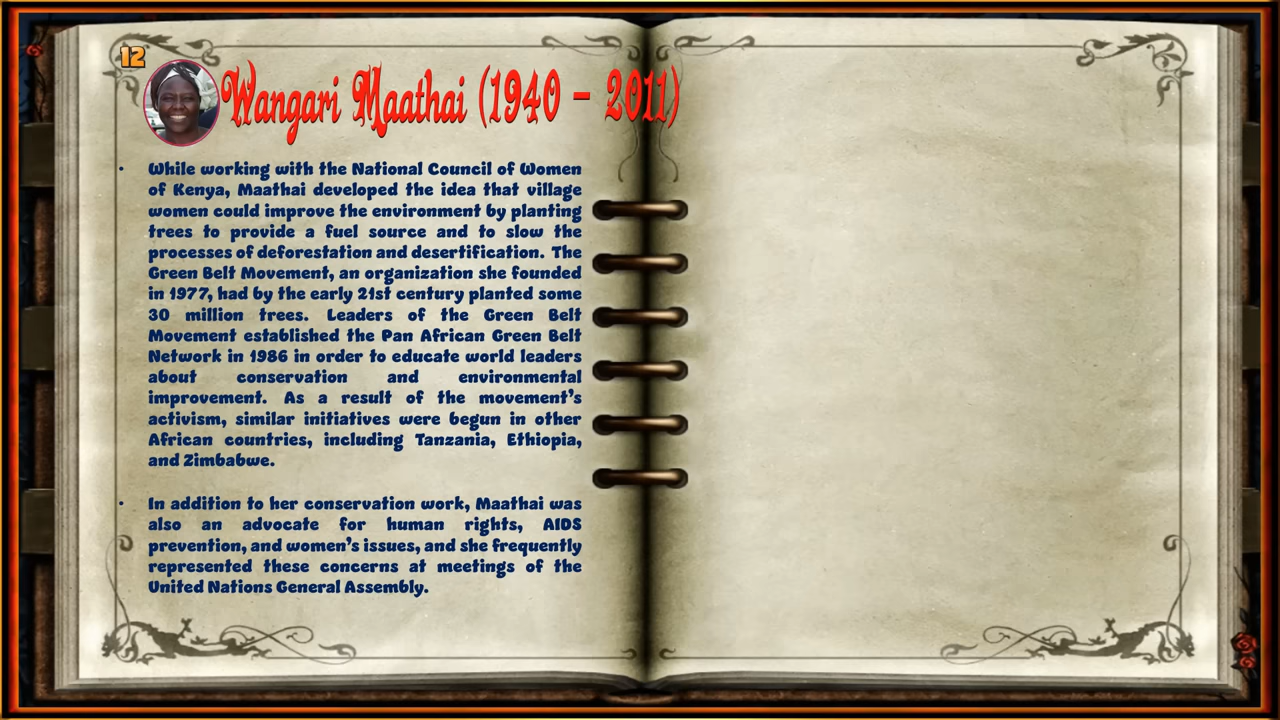 12
Wangari Maathai (1940 – 2011)
• While working with the National Council of Women
of Kenya, Maathai developed the idea that village
women could improve the environment by planting
trees to provide a fuel source and to slow the
processes of deforestation and desertification. The
Green Belt Movement, an organization she founded
in 1977, had by the early 21st century planted some
30 million trees. Leaders of the Green Belt
Movement established the Pan African Green Belt
Network in 1986 in order to educate world leaders
about conservation and environmental
improvement. As a result of the movement’s
activism, similar initiatives were begun in other
African countries, including Tanzania, Ethiopia,
and Zimbabwe.
• In addition to her conservation work, Maathai was
also an advocate for human rights, AIDS
prevention, and women’s issues, and she frequently
represented these concerns at meetings of the
United Nations General Assembly.